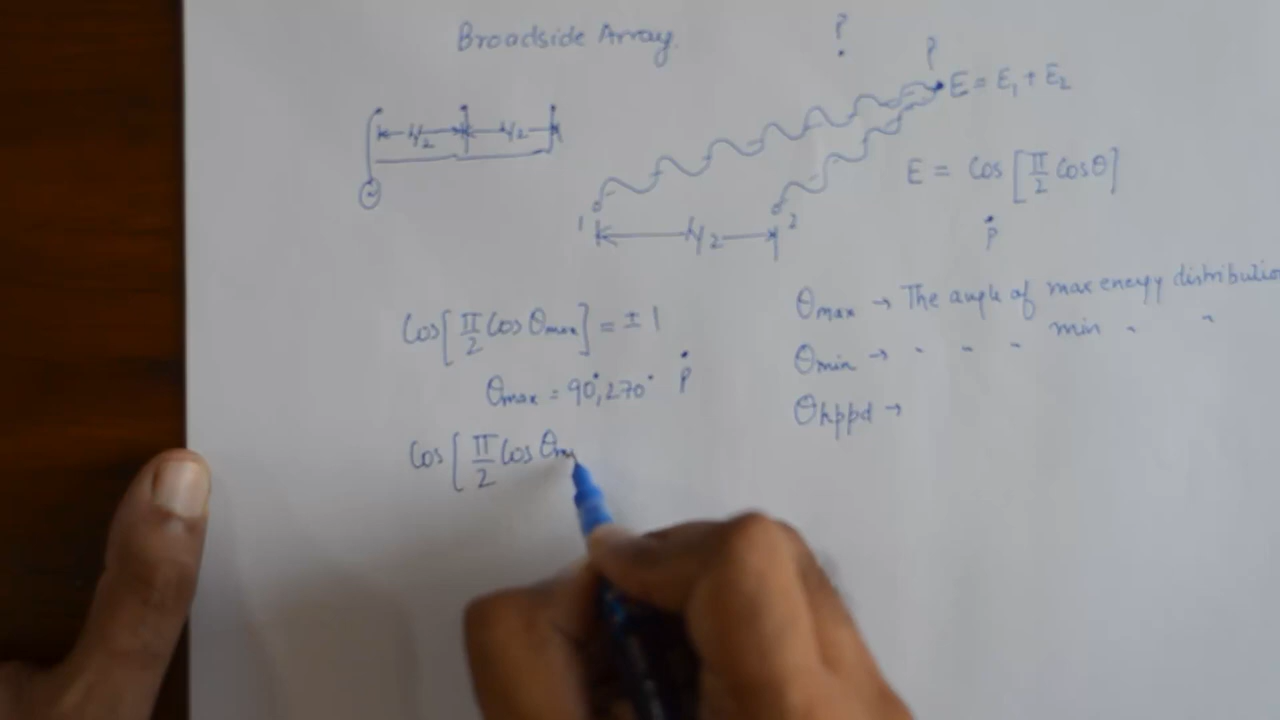 Broadside Array.
P
P
E = E₁ + E₂
λ/2 λ/2
E = Cos [π/2 Cosθ]
1 λ/2 2
P
θmax → The angle of max energy distribution
Cos[π/2 Cos θmax] = ±1
θmin → " " " min " "
θmax = 90°, 270° P
θhppd →
Cos [π/2 Cos θm